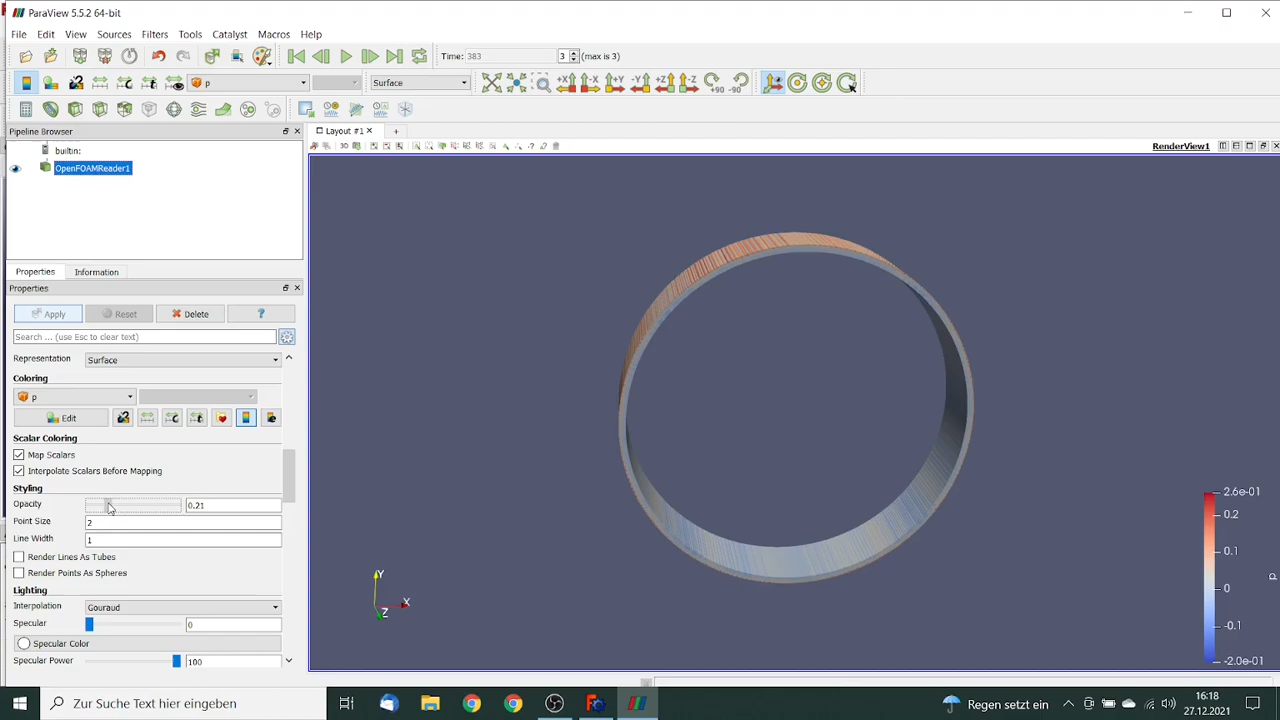 ParaView 5.5.2 64-bit
File Edit View Sources Filters Tools Catalyst Macros Help
Time: 383 3 (max is 3)
p Surface +X -X +Y -Y +Z -Z +90 -90
Pipeline Browser
Layout #1 +
builtin:
3D RenderView1
OpenFOAMReader1
Properties Information
Properties
Apply Reset Delete ?
Search ... (use Esc to clear text)
Representation Surface
Coloring
p
Edit
Scalar Coloring
Map Scalars
Interpolate Scalars Before Mapping
Styling
Opacity 0.21
Point Size 2
Line Width 1
Render Lines As Tubes
Render Points As Spheres
Lighting
Interpolation Gouraud
Specular 0
Specular Color
Specular Power 100
Y
X
Z
2.6e-01
0.2
0.1
0
-0.1
-2.0e-01
p
Zur Suche Text hier eingeben
Regen setzt ein
16:18
27.12.2021